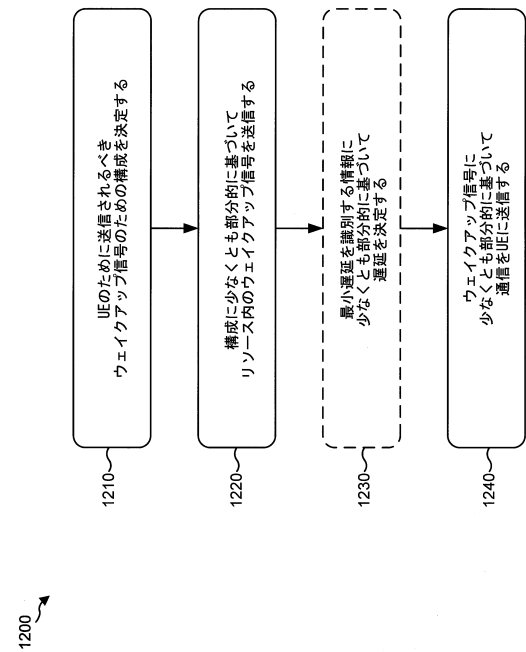 1200
1210
UEのために送信されるべき
ウェイクアップ信号のための構成を決定する
1220
構成に少なくとも部分的に基づいて
リソース内のウェイクアップ信号を送信する
1230
最小遅延を識別する情報に
少なくとも部分的に基づいて
遅延を決定する
1240
ウェイクアップ信号に
少なくとも部分的に基づいて
通信をUEに送信する